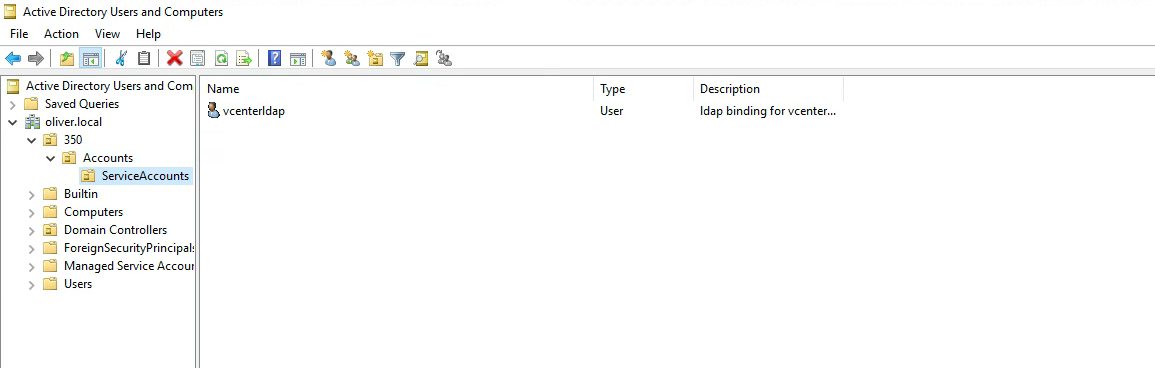 Active Directory Users and Computers
File Action View Help
Active Directory Users and Com
Saved Queries
oliver.local
350
Accounts
ServiceAccounts
Builtin
Computers
Domain Controllers
ForeignSecurityPrincipals
Managed Service Accour
Users
Name Type Description
vcenterldap User ldap binding for vcenter...